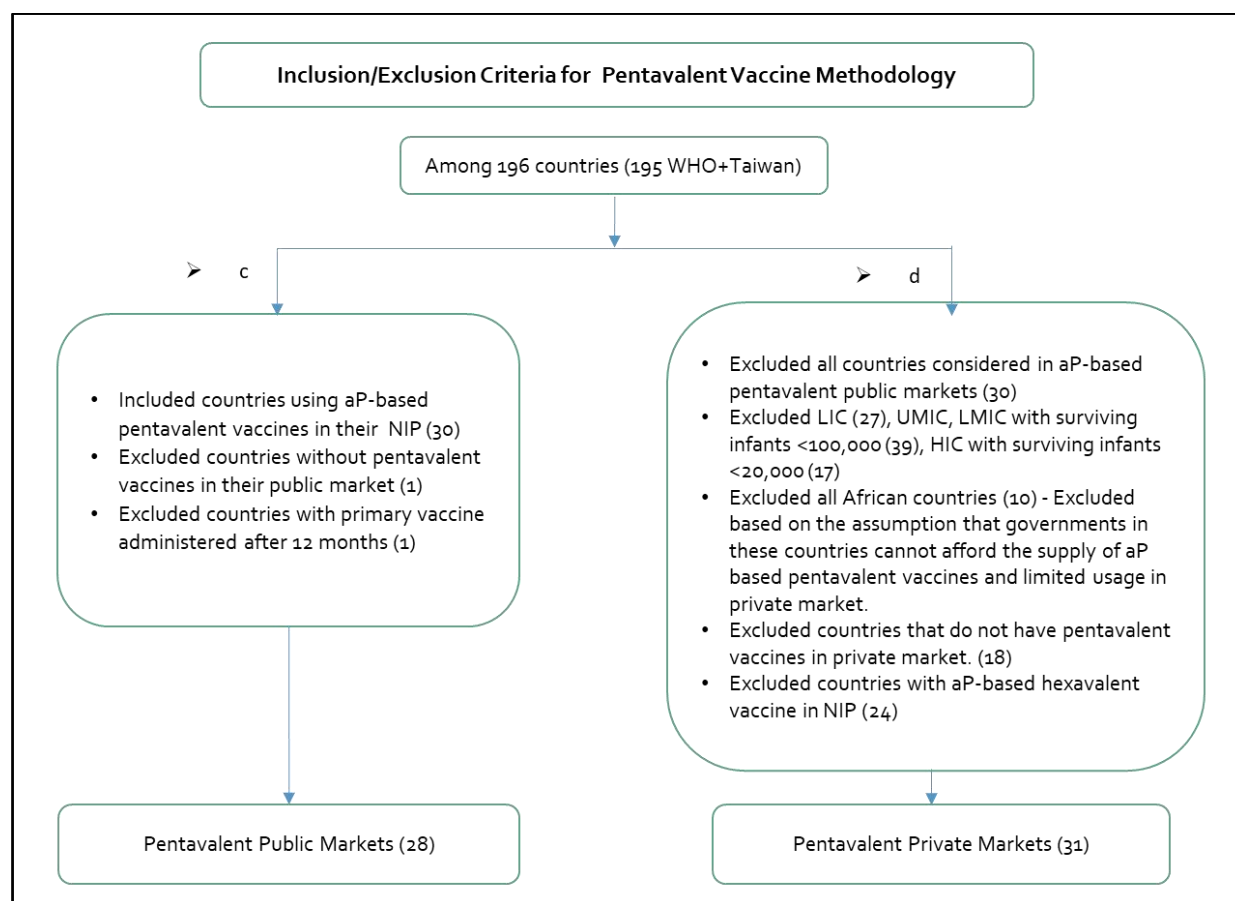 Inclusion/Exclusion Criteria for Pentavalent Vaccine Methodology
Among 196 countries (195 WHO+Taiwan)
➢ c
➢ d
• Included countries using aP-based
pentavalent vaccines in their NIP (30)
• Excluded countries without pentavalent
vaccines in their public market (1)
• Excluded countries with primary vaccine
administered after 12 months (1)
• Excluded all countries considered in aP-based
pentavalent public markets (30)
• Excluded LIC (27), UMIC, LMIC with surviving
infants <100,000 (39), HIC with surviving infants
<20,000 (17)
• Excluded all African countries (10) - Excluded
based on the assumption that governments in
these countries cannot afford the supply of aP
based pentavalent vaccines and limited usage in
private market.
• Excluded countries that do not have pentavalent
vaccines in private market. (18)
• Excluded countries with aP-based hexavalent
vaccine in NIP (24)
Pentavalent Public Markets (28)
Pentavalent Private Markets (31)